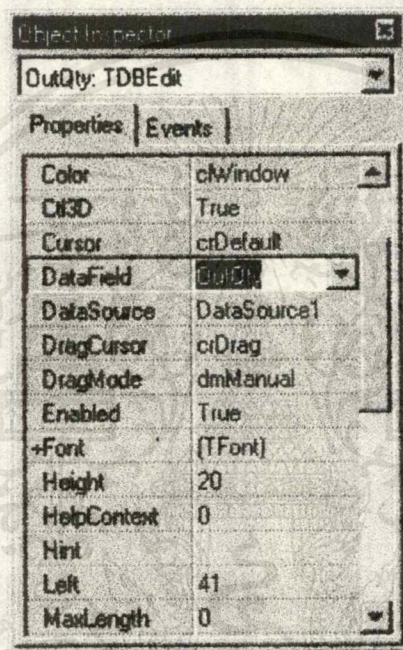 Object Inspector
OutQty: TDBEdit
Properties Events
Color clWindow
Ctl3D True
Cursor crDefault
DataField
DataSource DataSource1
DragCursor crDrag
DragMode dmManual
Enabled True
+Font (TFont)
Height 20
HelpContext 0
Hint
Left 41
MaxLength 0